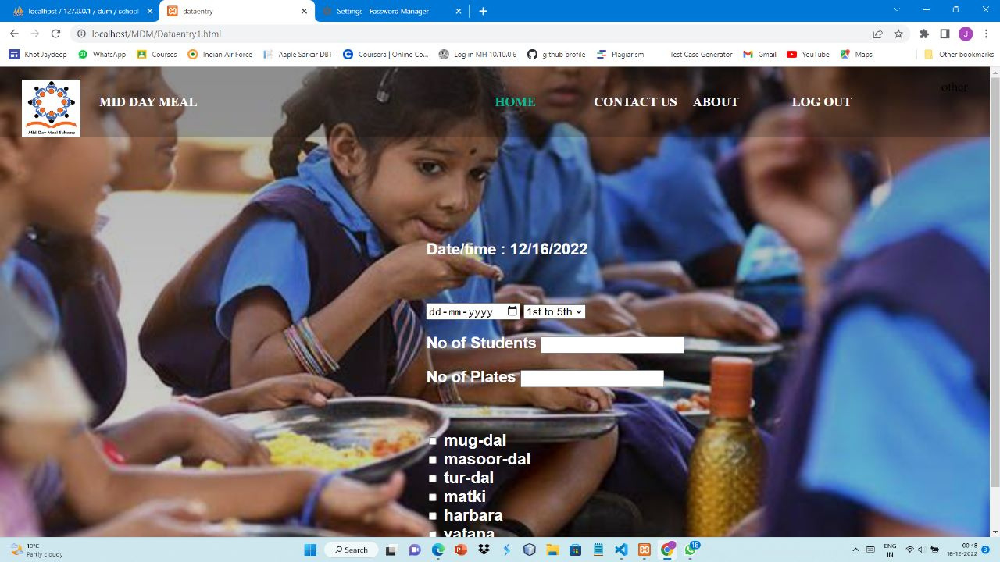 localhost / 127.0.0.1 / dum / school
dataentry
Settings - Password Manager
localhost/MDM/Dataentry1.html
J
Khot Jaydeep
21
WhatsApp
Courses
Indian Air Force
Aaple Sarkar DBT
C
Coursera | Online C...
Log in MH 10.10.0.6
github profile
Plagiarism
Test Case Generator
Gmail
YouTube
Maps
Other bookmarks
Mid Day Meal Scheme
MID DAY MEAL
HOME
CONTACT US
ABOUT
LOG OUT
other
Date/time : 12/16/2022
dd-mm-yyyy
1st to 5th
No of Students
No of Plates
mug-dal
masoor-dal
tur-dal
matki
harbara
vatana
19°C
Partly cloudy
Search
J
18
ENG
IN
00:48
16-12-2022
3